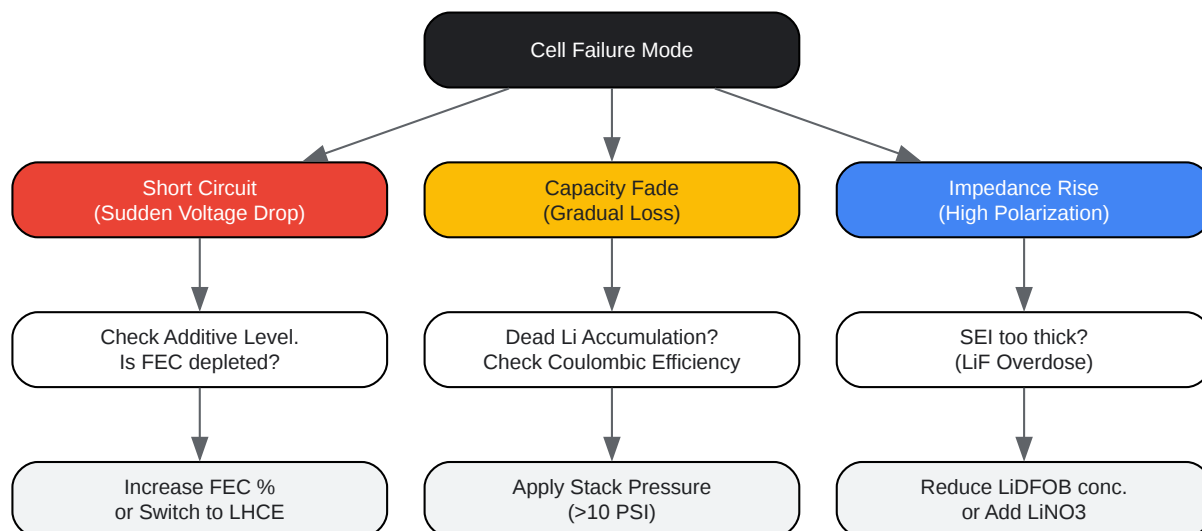 Cell Failure Mode
Short Circuit
(Sudden Voltage Drop)
Capacity Fade
(Gradual Loss)
Impedance Rise
(High Polarization)
Check Additive Level.
Is FEC depleted?
Dead Li Accumulation?
Check Coulombic Efficiency
SEI too thick?
(LiF Overdose)
Increase FEC %
or Switch to LHCE
Apply Stack Pressure
(>10 PSI)
Reduce LiDFOB conc.
or Add LiNO3